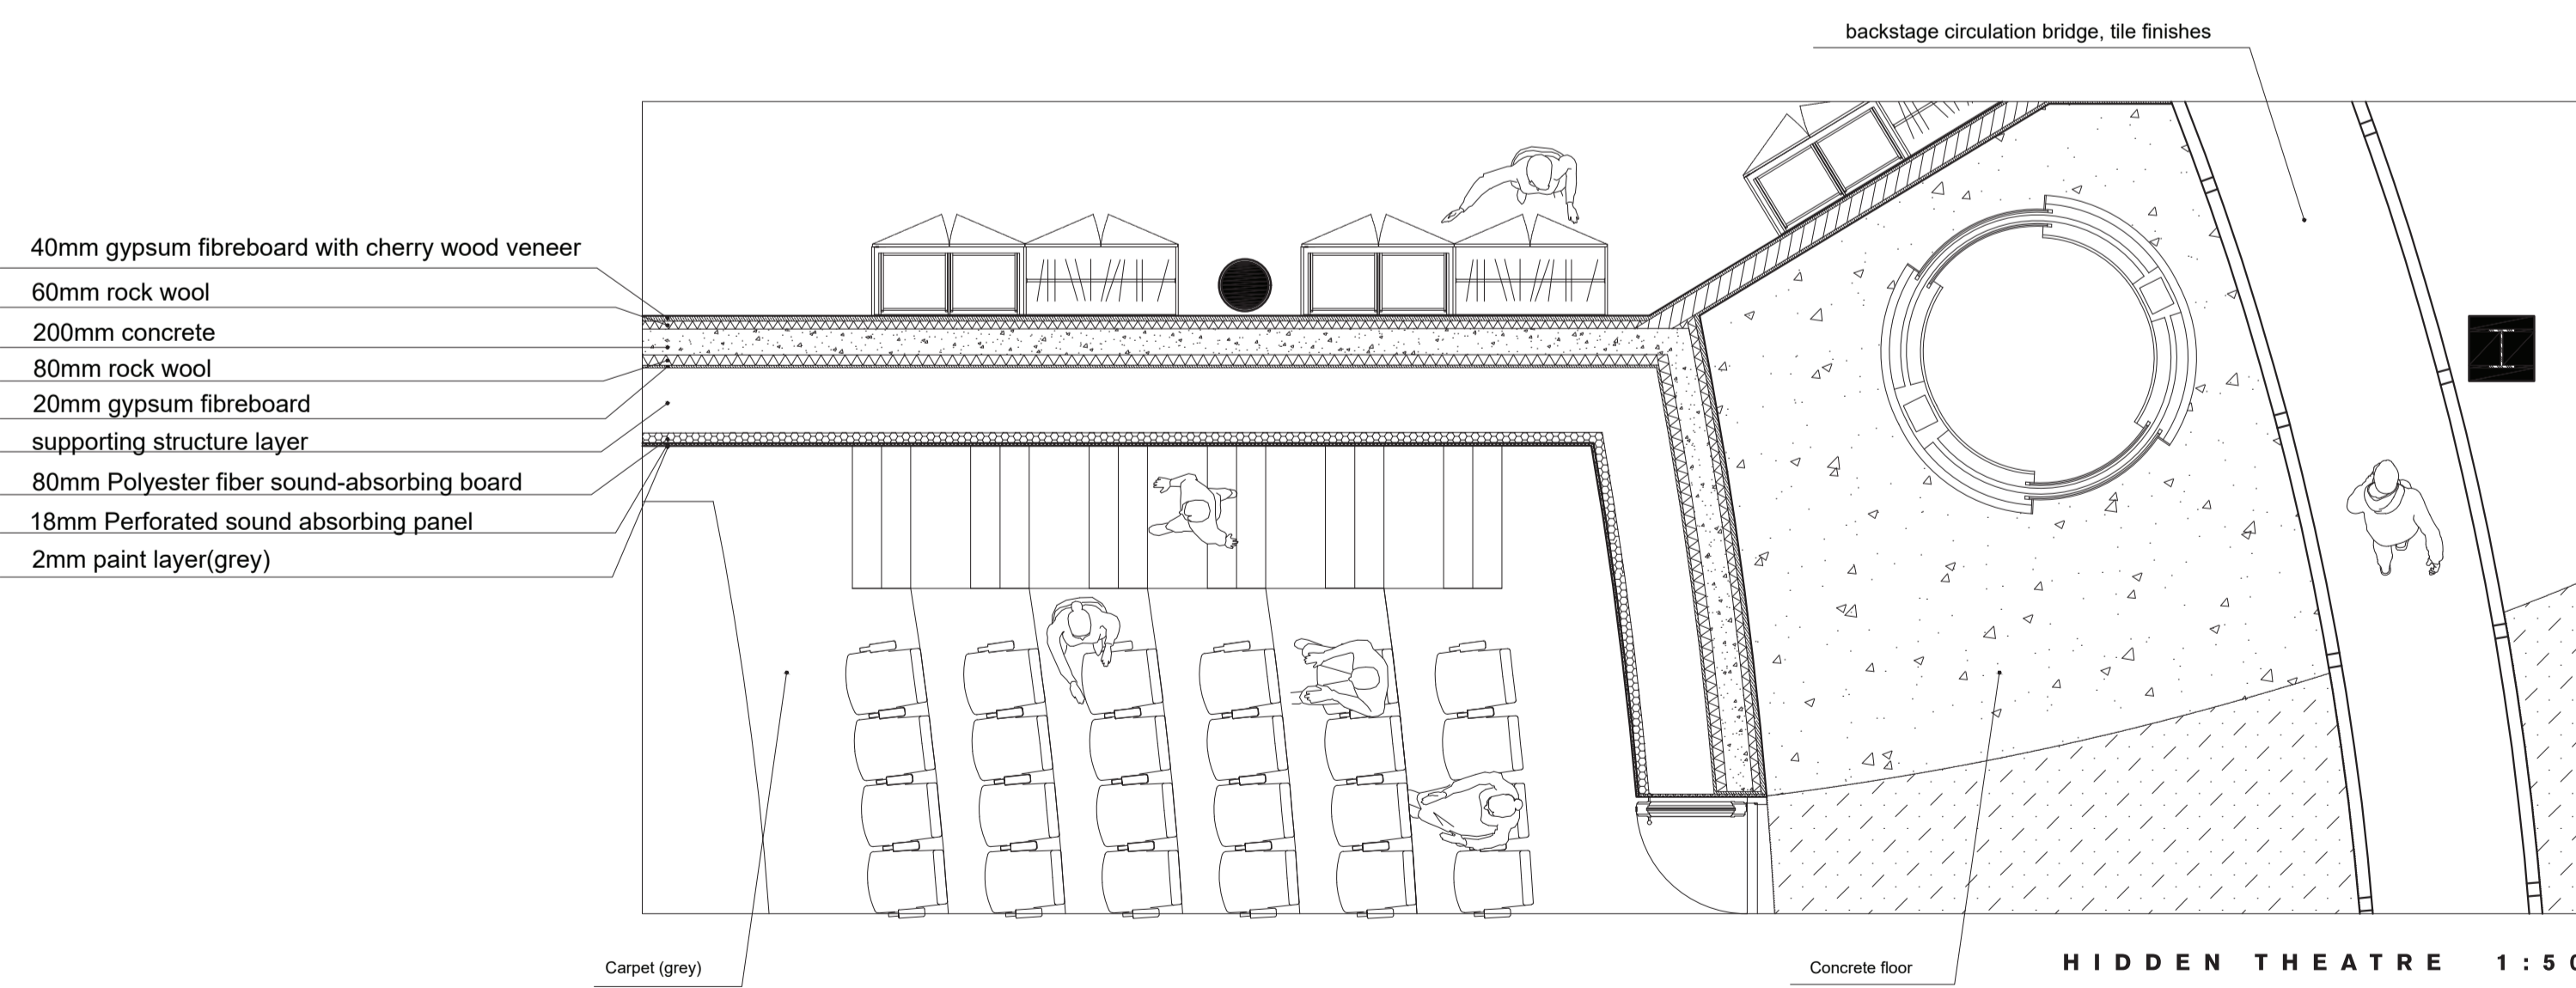 backstage circulation bridge, tile finishes
40mm gypsum fibreboard with cherry wood veneer
60mm rock wool
200mm concrete
80mm rock wool
20mm gypsum fibreboard
supporting structure layer
80mm Polyester fiber sound-absorbing board
18mm Perforated sound absorbing panel
2mm paint layer(grey)
Carpet (grey)
Concrete floor
HIDDEN THEATRE 1:50